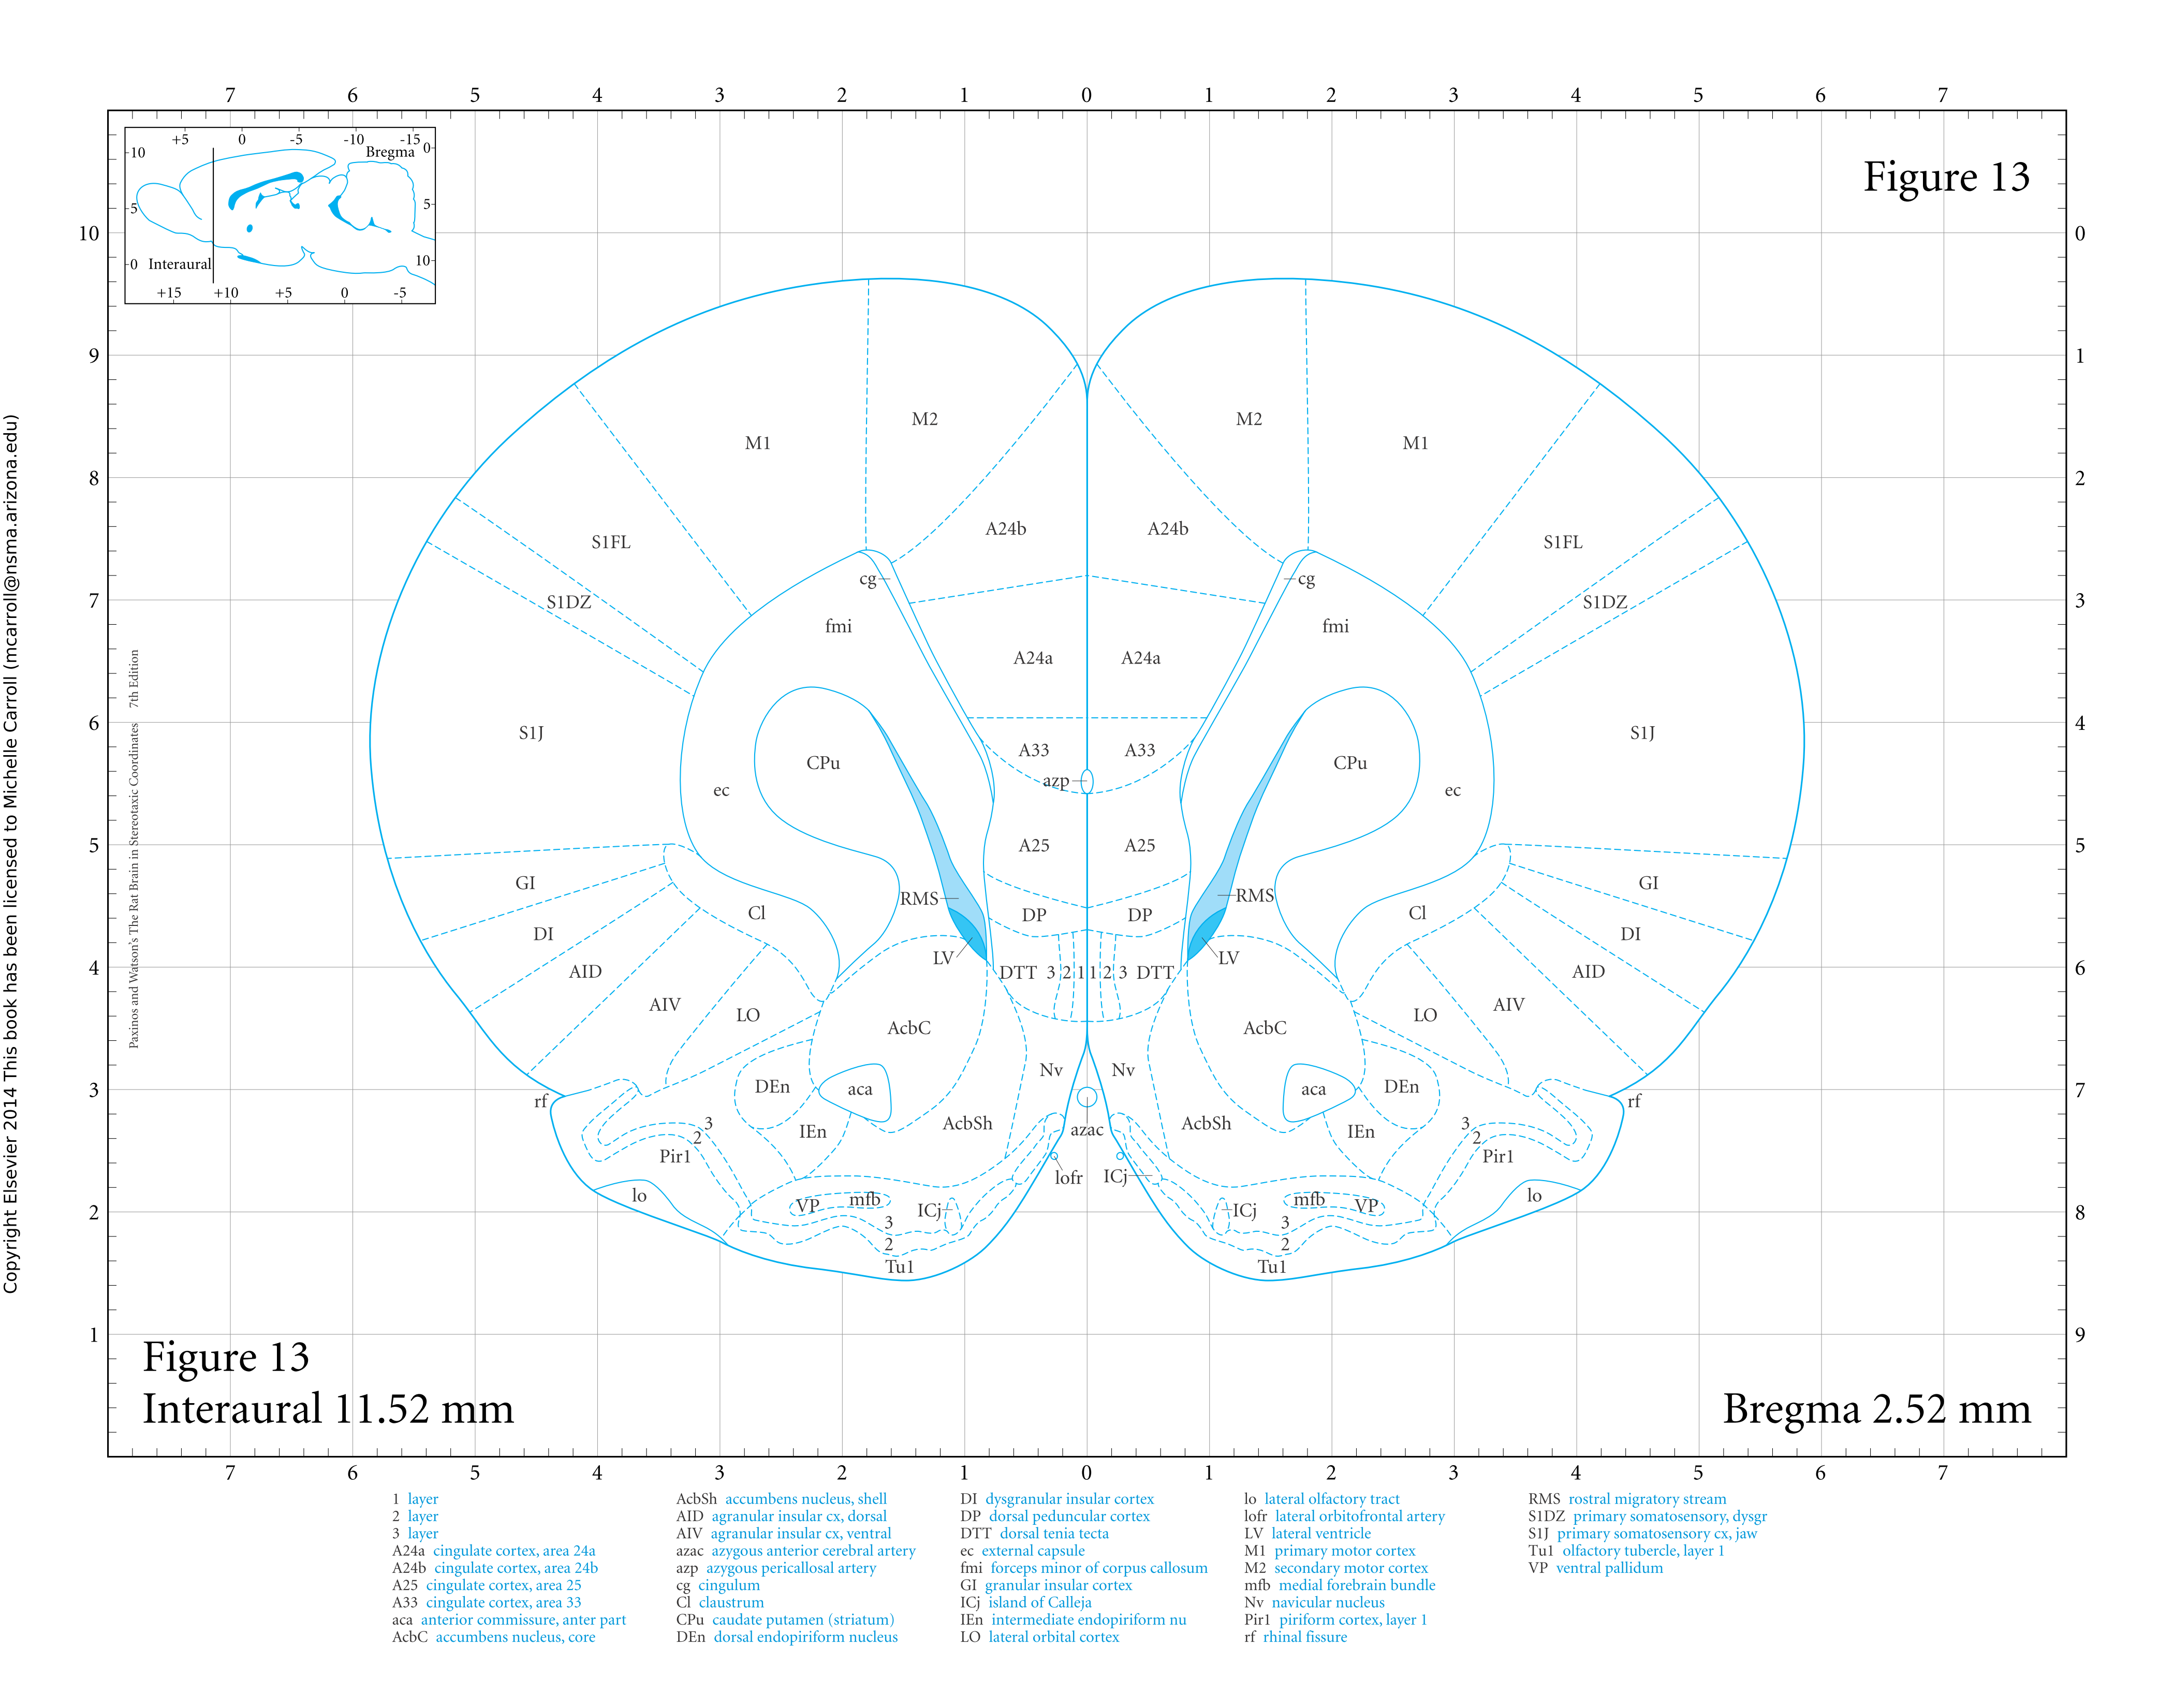 7 6 5 4 3 2 1 0 1 2 3 4 5 6 7
+5 0 -5 -10 -15
Bregma 0
10
5 5
0 Interaural 10
+15 +10 +5 0 -5
Figure 13
10 0
9 1
M2 M2
M1 M1
8 2
A24b A24b
S1FL S1FL
cg cg
7 3
S1DZ S1DZ
fmi fmi
A24a A24a
6 4
S1J S1J
A33 A33
CPu CPu
azp
ec ec
5 5
A25 A25
GI GI
RMS RMS
Cl DP DP Cl
DI DI
LV LV
4 6
AID DTT 3 2 1 1 2 3 DTT AID
AIV LO LO AIV
AcbC AcbC
Nv Nv
3 7
DEn aca aca DEn
rf rf
3 AcbSh AcbSh 3
2 IEn azac IEn 2
Pir1 Pir1
lofr ICj
lo lo
2 8
VP mfb ICj ICj mfb VP
3 3
2 2
Tu1 Tu1
1 9
Figure 13
Interaural 11.52 mm
Bregma 2.52 mm
7 6 5 4 3 2 1 0 1 2 3 4 5 6 7
Copyright Elsevier 2014 This book has been licensed to Michelle Carroll (mcarroll@nsma.arizona.edu)
Paxinos and Watson's The Rat Brain in Stereotaxic Coordinates 7th Edition
1 layer
2 layer
3 layer
A24a cingulate cortex, area 24a
A24b cingulate cortex, area 24b
A25 cingulate cortex, area 25
A33 cingulate cortex, area 33
aca anterior commissure, anter part
AcbC accumbens nucleus, core
AcbSh accumbens nucleus, shell
AID agranular insular cx, dorsal
AIV agranular insular cx, ventral
azac azygous anterior cerebral artery
azp azygous pericallosal artery
cg cingulum
Cl claustrum
CPu caudate putamen (striatum)
DEn dorsal endopiriform nucleus
DI dysgranular insular cortex
DP dorsal peduncular cortex
DTT dorsal tenia tecta
ec external capsule
fmi forceps minor of corpus callosum
GI granular insular cortex
ICj island of Calleja
IEn intermediate endopiriform nu
LO lateral orbital cortex
lo lateral olfactory tract
lofr lateral orbitofrontal artery
LV lateral ventricle
M1 primary motor cortex
M2 secondary motor cortex
mfb medial forebrain bundle
Nv navicular nucleus
Pir1 piriform cortex, layer 1
rf rhinal fissure
RMS rostral migratory stream
S1DZ primary somatosensory, dysgr
S1J primary somatosensory cx, jaw
Tu1 olfactory tubercle, layer 1
VP ventral pallidum